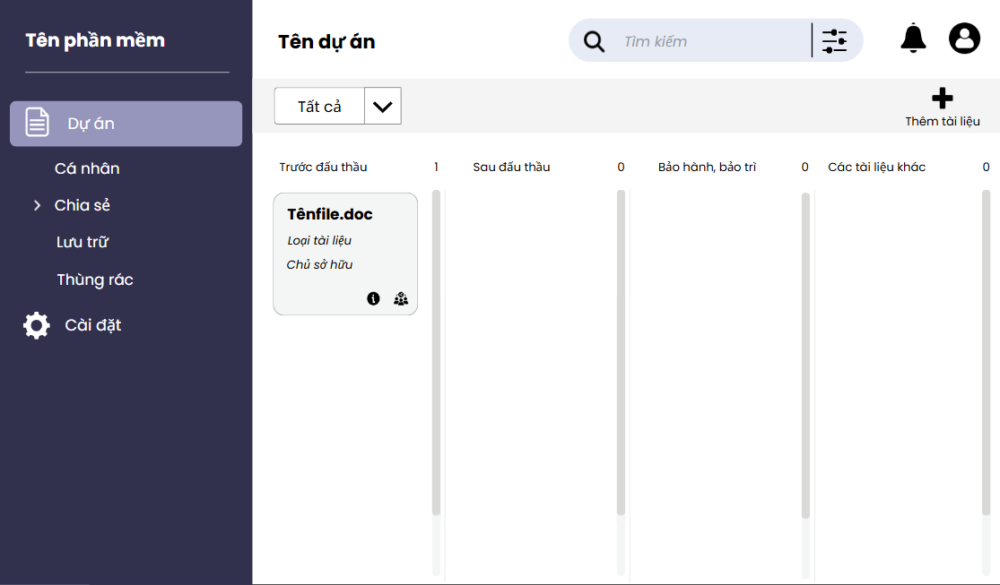 Tên phần mềm
Dự án
Cá nhân
Chia sẻ
Lưu trữ
Thùng rác
Cài đặt
Tên dự án
Tìm kiếm
Tất cả
Thêm tài liệu
Trước đấu thầu 1
Sau đấu thầu 0
Bảo hành, bảo trì 0
Các tài liệu khác 0
Tênfile.doc
Loại tài liệu
Chủ sở hữu